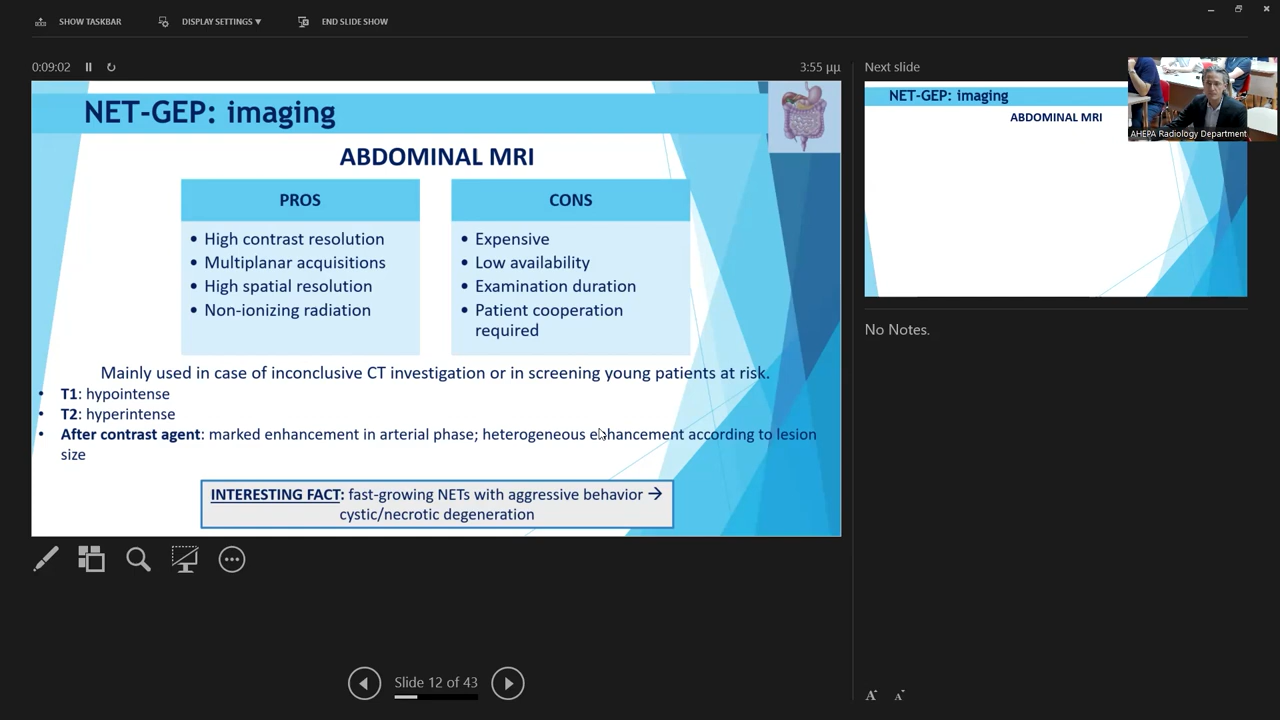 SHOW TASKBAR
DISPLAY SETTINGS ▼
END SLIDE SHOW
0:09:02
3:55 μμ
NET-GEP: imaging
ABDOMINAL MRI
PROS
• High contrast resolution
• Multiplanar acquisitions
• High spatial resolution
• Non-ionizing radiation
CONS
• Expensive
• Low availability
• Examination duration
• Patient cooperation
required
Mainly used in case of inconclusive CT investigation or in screening young patients at risk.
• T1: hypointense
• T2: hyperintense
• After contrast agent: marked enhancement in arterial phase; heterogeneous enhancement according to lesion
size
INTERESTING FACT: fast-growing NETs with aggressive behavior →
cystic/necrotic degeneration
Slide 12 of 43
Next slide
NET-GEP: imaging
ABDOMINAL MRI
AHEPA Radiology Department
No Notes.
A A